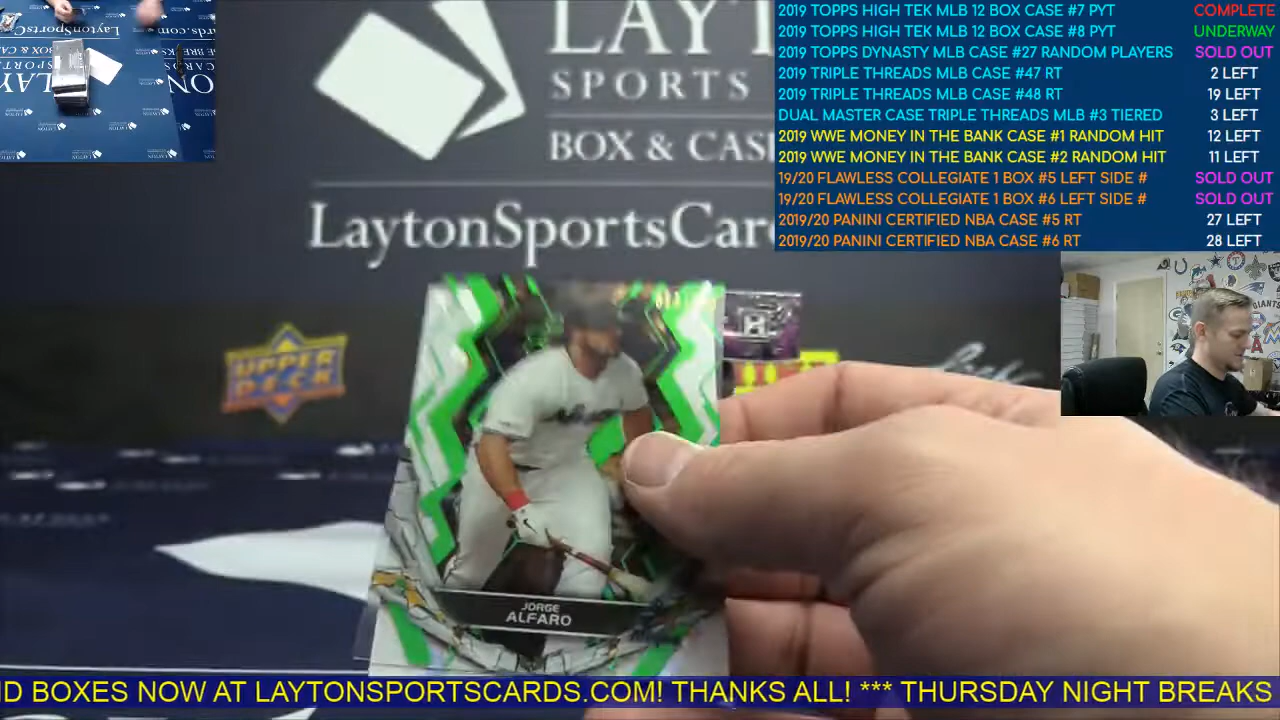 LAYT
SPORTS
BOX & CAS
LaytonSportsCar
2019 TOPPS HIGH TEK MLB 12 BOX CASE #7 PYT COMPLETE
2019 TOPPS HIGH TEK MLB 12 BOX CASE #8 PYT UNDERWAY
2019 TOPPS DYNASTY MLB CASE #27 RANDOM PLAYERS SOLD OUT
2019 TRIPLE THREADS MLB CASE #47 RT 2 LEFT
2019 TRIPLE THREADS MLB CASE #48 RT 19 LEFT
DUAL MASTER CASE TRIPLE THREADS MLB #3 TIERED 3 LEFT
2019 WWE MONEY IN THE BANK CASE #1 RANDOM HIT 12 LEFT
2019 WWE MONEY IN THE BANK CASE #2 RANDOM HIT 11 LEFT
19/20 FLAWLESS COLLEGIATE 1 BOX #5 LEFT SIDE # SOLD OUT
19/20 FLAWLESS COLLEGIATE 1 BOX #6 LEFT SIDE # SOLD OUT
2019/20 PANINI CERTIFIED NBA CASE #5 RT 27 LEFT
2019/20 PANINI CERTIFIED NBA CASE #6 RT 28 LEFT
GIANTS
UPPER
DECK
JORGE
ALFARO
ND BOXES NOW AT LAYTONSPORTSCARDS.COM! THANKS ALL! *** THURSDAY NIGHT BREAKS